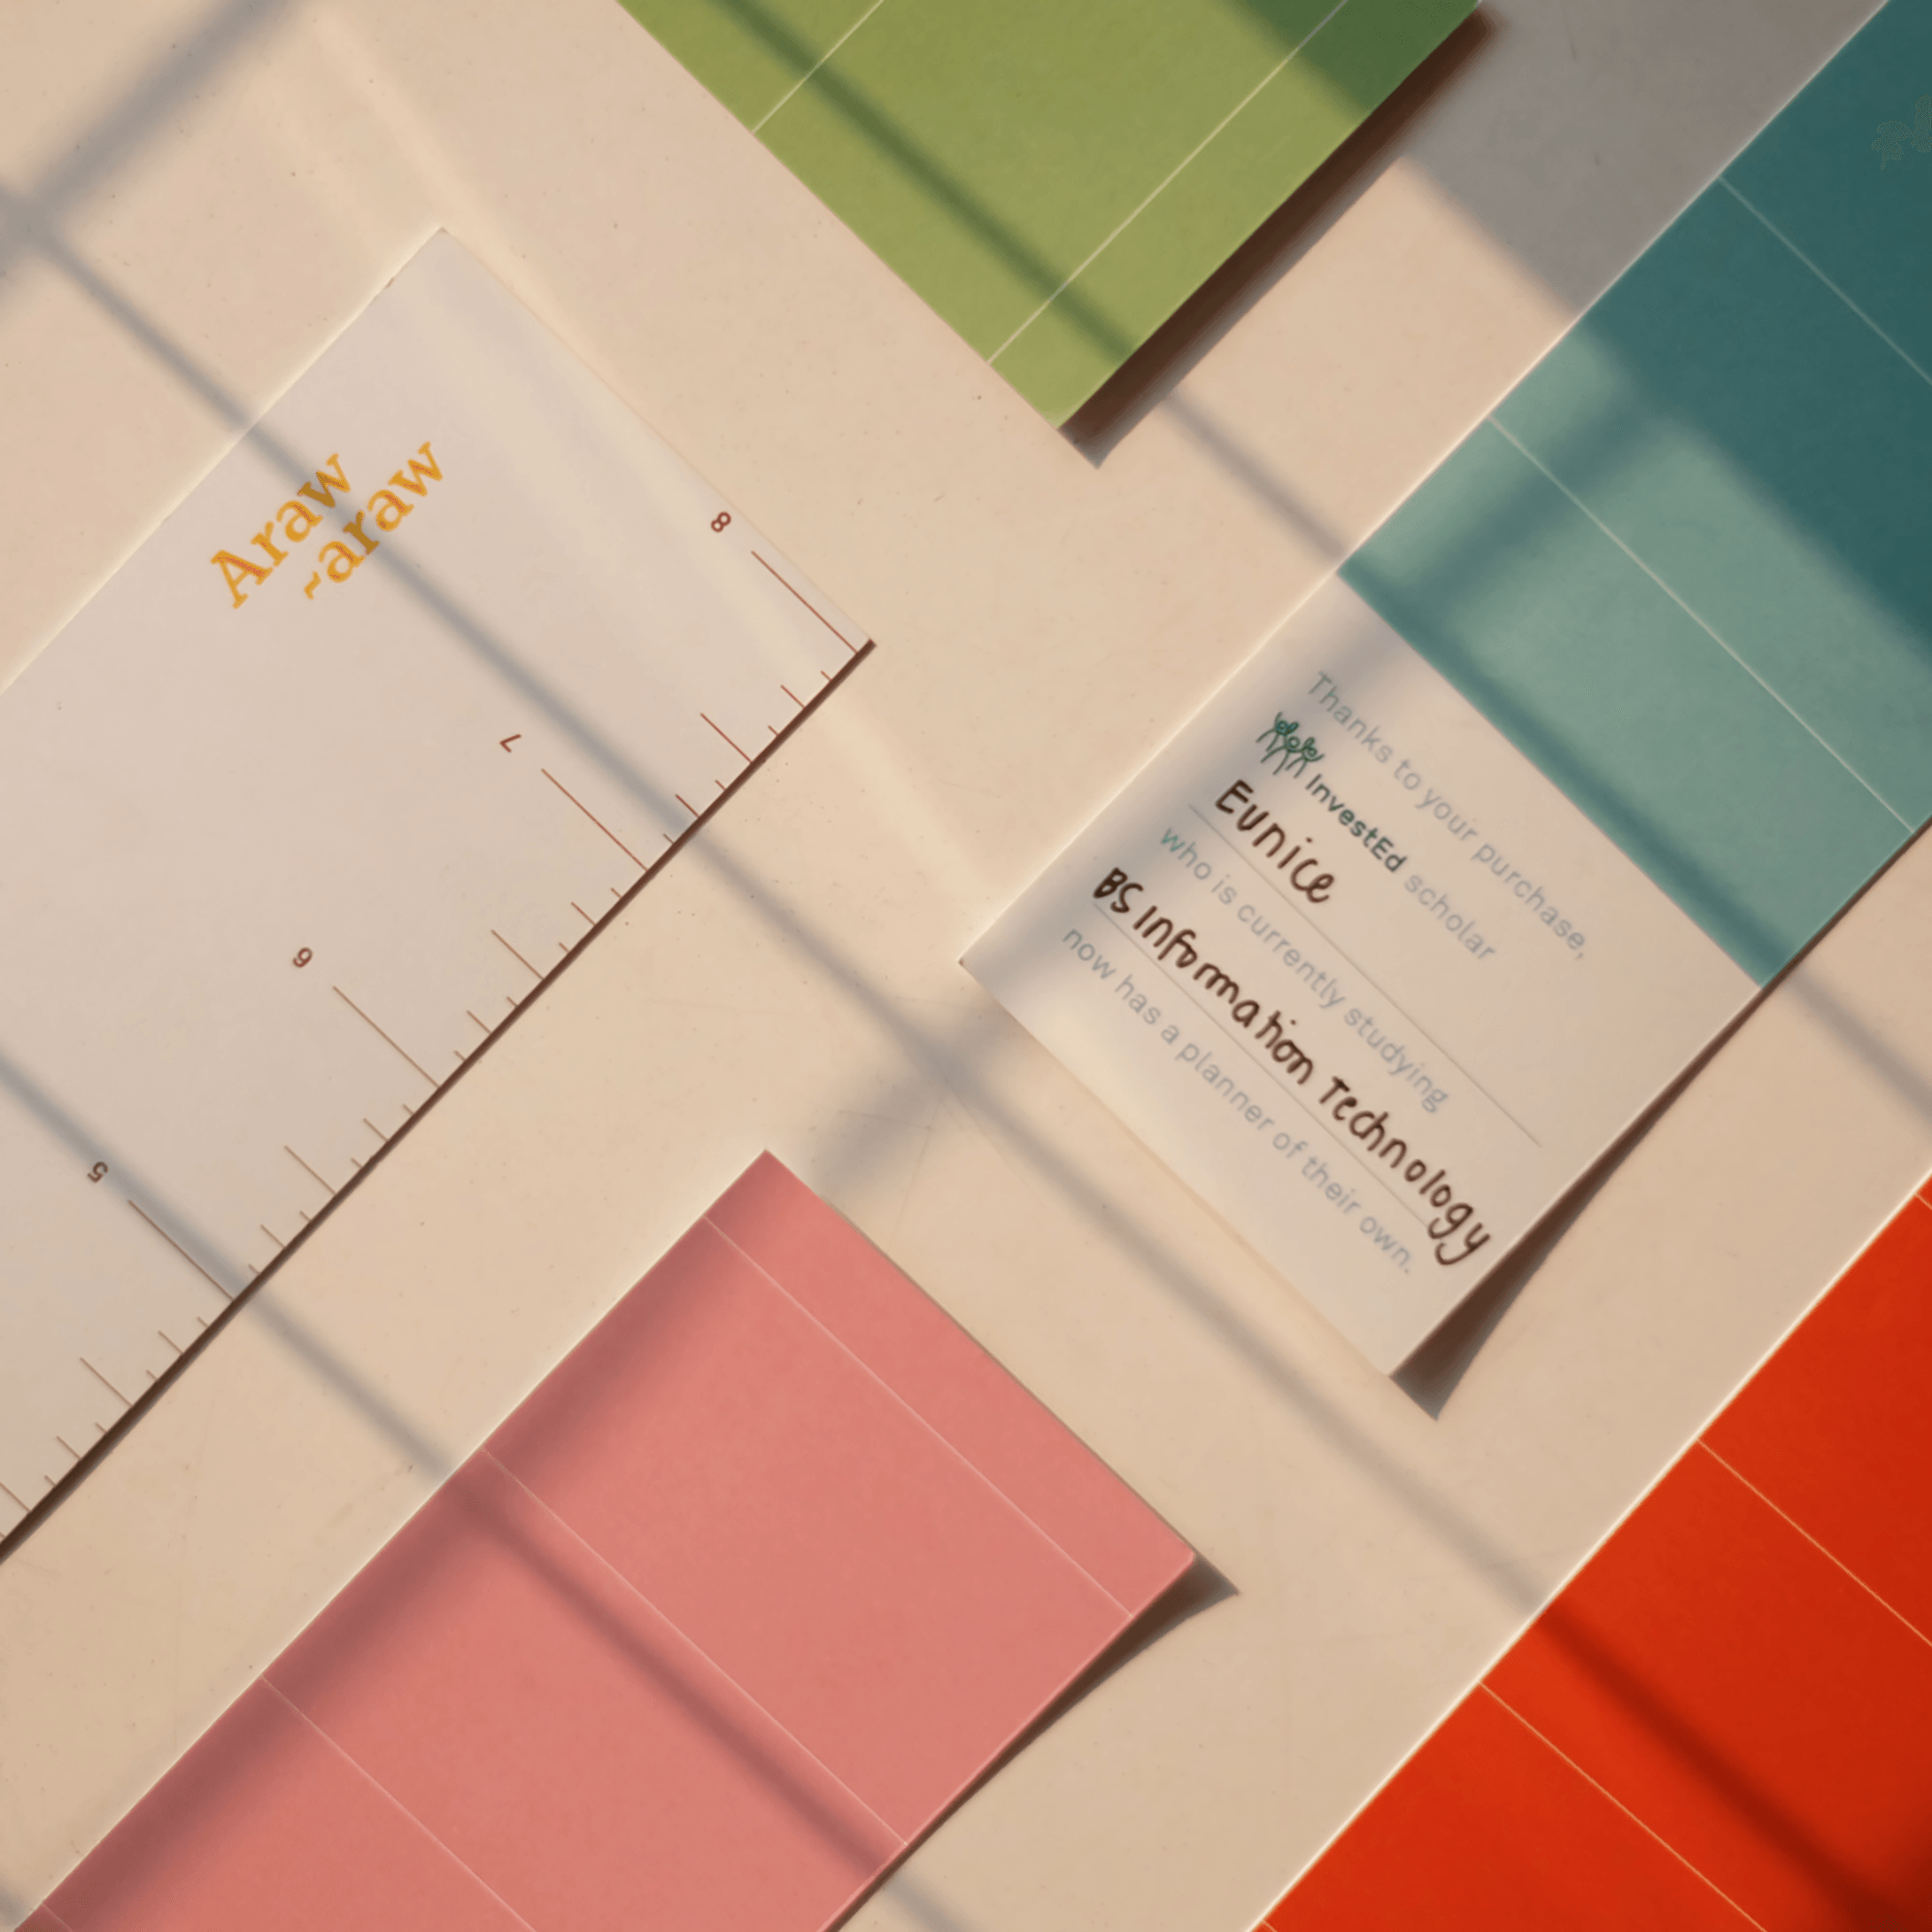 Araw
-araw
8
7
6
5
Thanks to your purchase,
InvestEd scholar
Eunice
who is currently studying
BS Information Technology
now has a planner of their own.